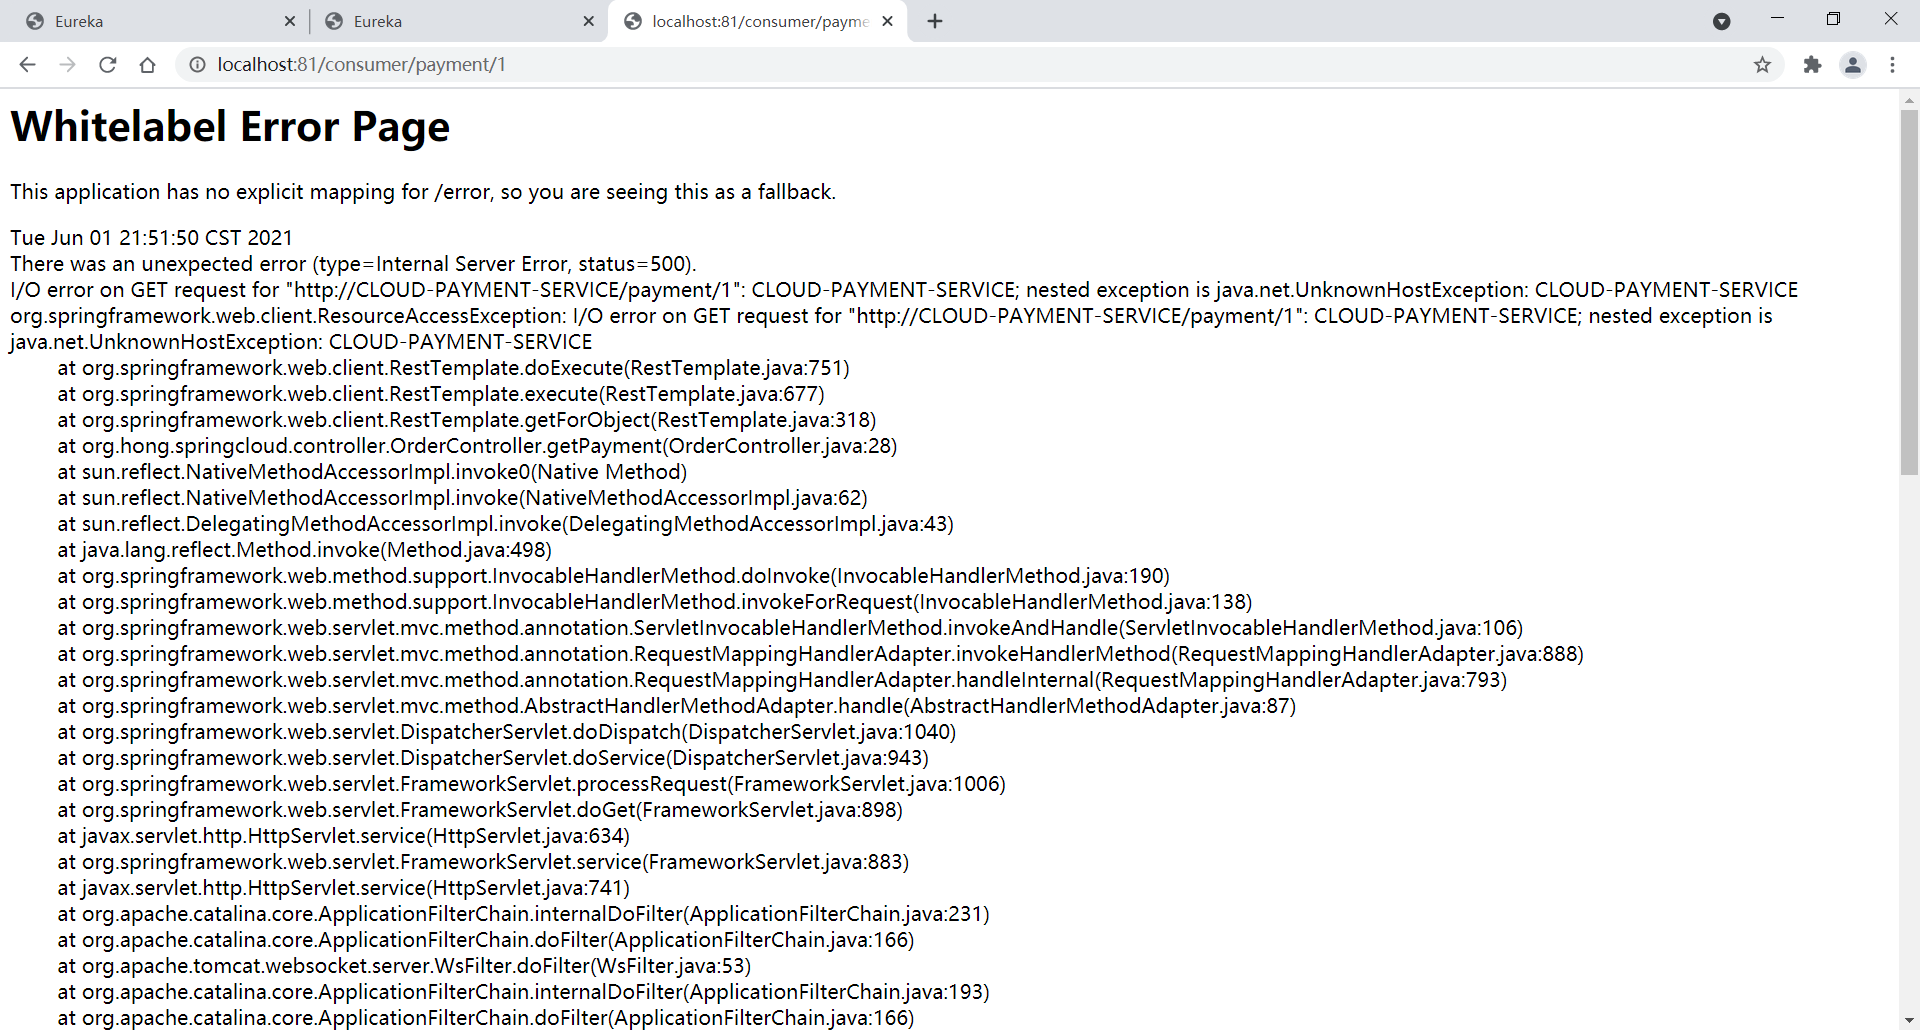 Eureka
Eureka
localhost:81/consumer/payme
localhost:81/consumer/payment/1
Whitelabel Error Page
This application has no explicit mapping for /error, so you are seeing this as a fallback.
Tue Jun 01 21:51:50 CST 2021
There was an unexpected error (type=Internal Server Error, status=500).
I/O error on GET request for "http://CLOUD-PAYMENT-SERVICE/payment/1": CLOUD-PAYMENT-SERVICE; nested exception is java.net.UnknownHostException: CLOUD-PAYMENT-SERVICE
org.springframework.web.client.ResourceAccessException: I/O error on GET request for "http://CLOUD-PAYMENT-SERVICE/payment/1": CLOUD-PAYMENT-SERVICE; nested exception is
java.net.UnknownHostException: CLOUD-PAYMENT-SERVICE
at org.springframework.web.client.RestTemplate.doExecute(RestTemplate.java:751)
at org.springframework.web.client.RestTemplate.execute(RestTemplate.java:677)
at org.springframework.web.client.RestTemplate.getForObject(RestTemplate.java:318)
at org.hong.springcloud.controller.OrderController.getPayment(OrderController.java:28)
at sun.reflect.NativeMethodAccessorImpl.invoke0(Native Method)
at sun.reflect.NativeMethodAccessorImpl.invoke(NativeMethodAccessorImpl.java:62)
at sun.reflect.DelegatingMethodAccessorImpl.invoke(DelegatingMethodAccessorImpl.java:43)
at java.lang.reflect.Method.invoke(Method.java:498)
at org.springframework.web.method.support.InvocableHandlerMethod.doInvoke(InvocableHandlerMethod.java:190)
at org.springframework.web.method.support.InvocableHandlerMethod.invokeForRequest(InvocableHandlerMethod.java:138)
at org.springframework.web.servlet.mvc.method.annotation.ServletInvocableHandlerMethod.invokeAndHandle(ServletInvocableHandlerMethod.java:106)
at org.springframework.web.servlet.mvc.method.annotation.RequestMappingHandlerAdapter.invokeHandlerMethod(RequestMappingHandlerAdapter.java:888)
at org.springframework.web.servlet.mvc.method.annotation.RequestMappingHandlerAdapter.handleInternal(RequestMappingHandlerAdapter.java:793)
at org.springframework.web.servlet.mvc.method.AbstractHandlerMethodAdapter.handle(AbstractHandlerMethodAdapter.java:87)
at org.springframework.web.servlet.DispatcherServlet.doDispatch(DispatcherServlet.java:1040)
at org.springframework.web.servlet.DispatcherServlet.doService(DispatcherServlet.java:943)
at org.springframework.web.servlet.FrameworkServlet.processRequest(FrameworkServlet.java:1006)
at org.springframework.web.servlet.FrameworkServlet.doGet(FrameworkServlet.java:898)
at javax.servlet.http.HttpServlet.service(HttpServlet.java:634)
at org.springframework.web.servlet.FrameworkServlet.service(FrameworkServlet.java:883)
at javax.servlet.http.HttpServlet.service(HttpServlet.java:741)
at org.apache.catalina.core.ApplicationFilterChain.internalDoFilter(ApplicationFilterChain.java:231)
at org.apache.catalina.core.ApplicationFilterChain.doFilter(ApplicationFilterChain.java:166)
at org.apache.tomcat.websocket.server.WsFilter.doFilter(WsFilter.java:53)
at org.apache.catalina.core.ApplicationFilterChain.internalDoFilter(ApplicationFilterChain.java:193)
at org.apache.catalina.core.ApplicationFilterChain.doFilter(ApplicationFilterChain.java:166)